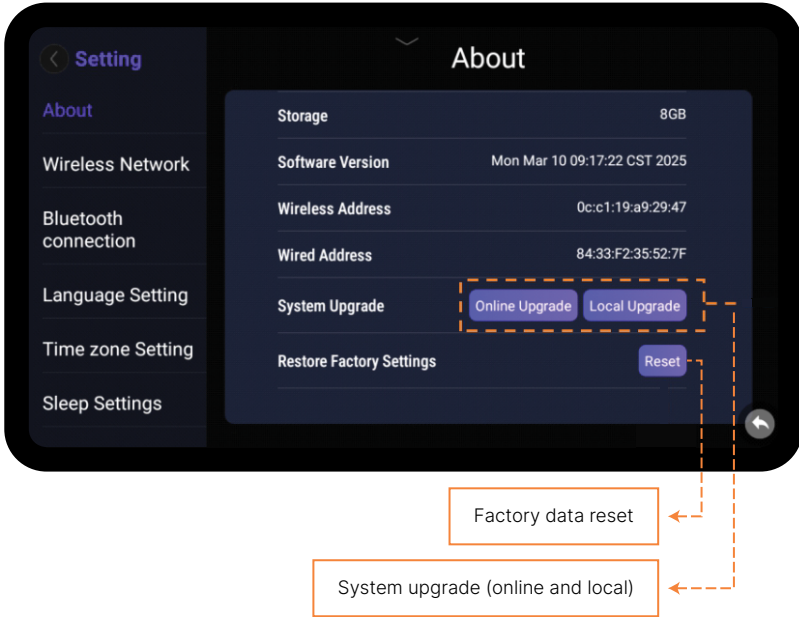 Setting
About
Wireless Network
Bluetooth
connection
Language Setting
Time zone Setting
Sleep Settings
About
Storage 8GB
Software Version Mon Mar 10 09:17:22 CST 2025
Wireless Address 0c:c1:19:a9:29:47
Wired Address 84:33:F2:35:52:7F
System Upgrade Online Upgrade Local Upgrade
Restore Factory Settings Reset
Factory data reset
System upgrade (online and local)